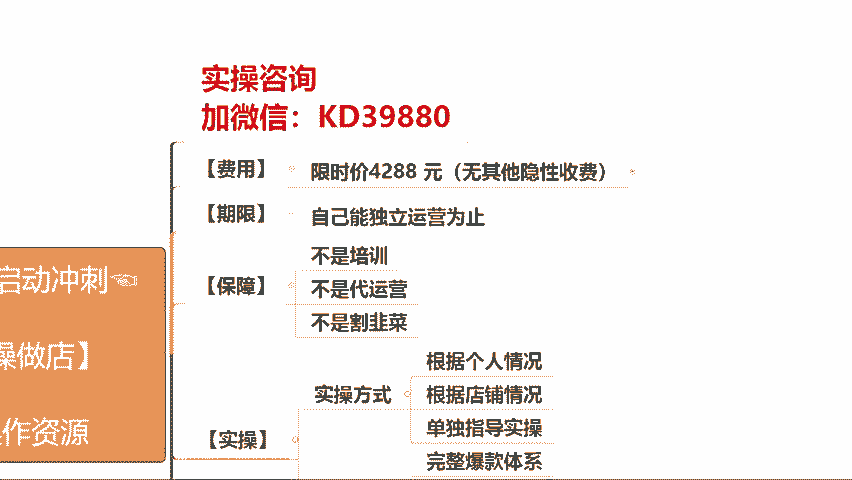 实操咨询
加微信：KD39880
【费用】
限时价4288 元（无其他隐性收费）
【期限】
自己能独立运营为止
【保障】
不是培训
不是代运营
不是割韭菜
启动冲刺☜
操做店】
作资源
【实操】
实操方式
根据个人情况
根据店铺情况
单独指导实操
完整爆款体系